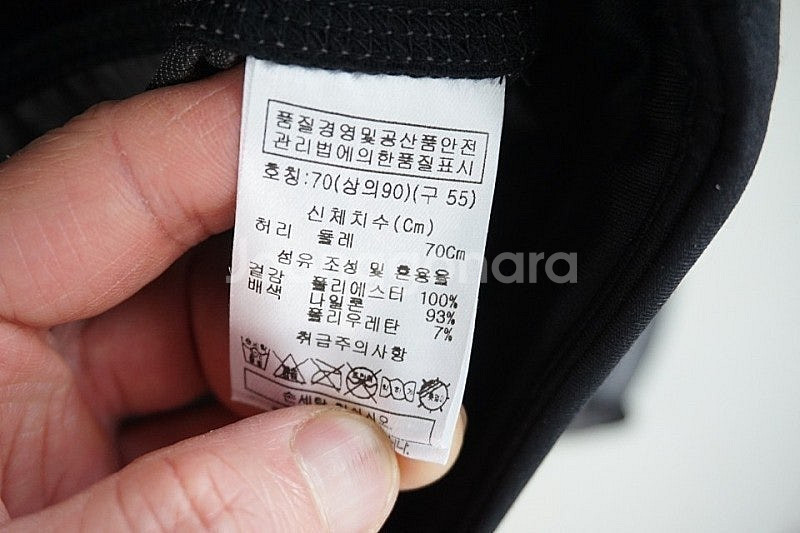 품질경영및공산품안전
관리법에의한품질표시
호칭:70(상의90)(구 55)
신체치수(Cm)
허리 둘레 70Cm
섬유 조성 및 혼용율
겉감 폴리에스터 100%
배색 나일론 93%
폴리우레탄 7%
취급주의사항
손세탁